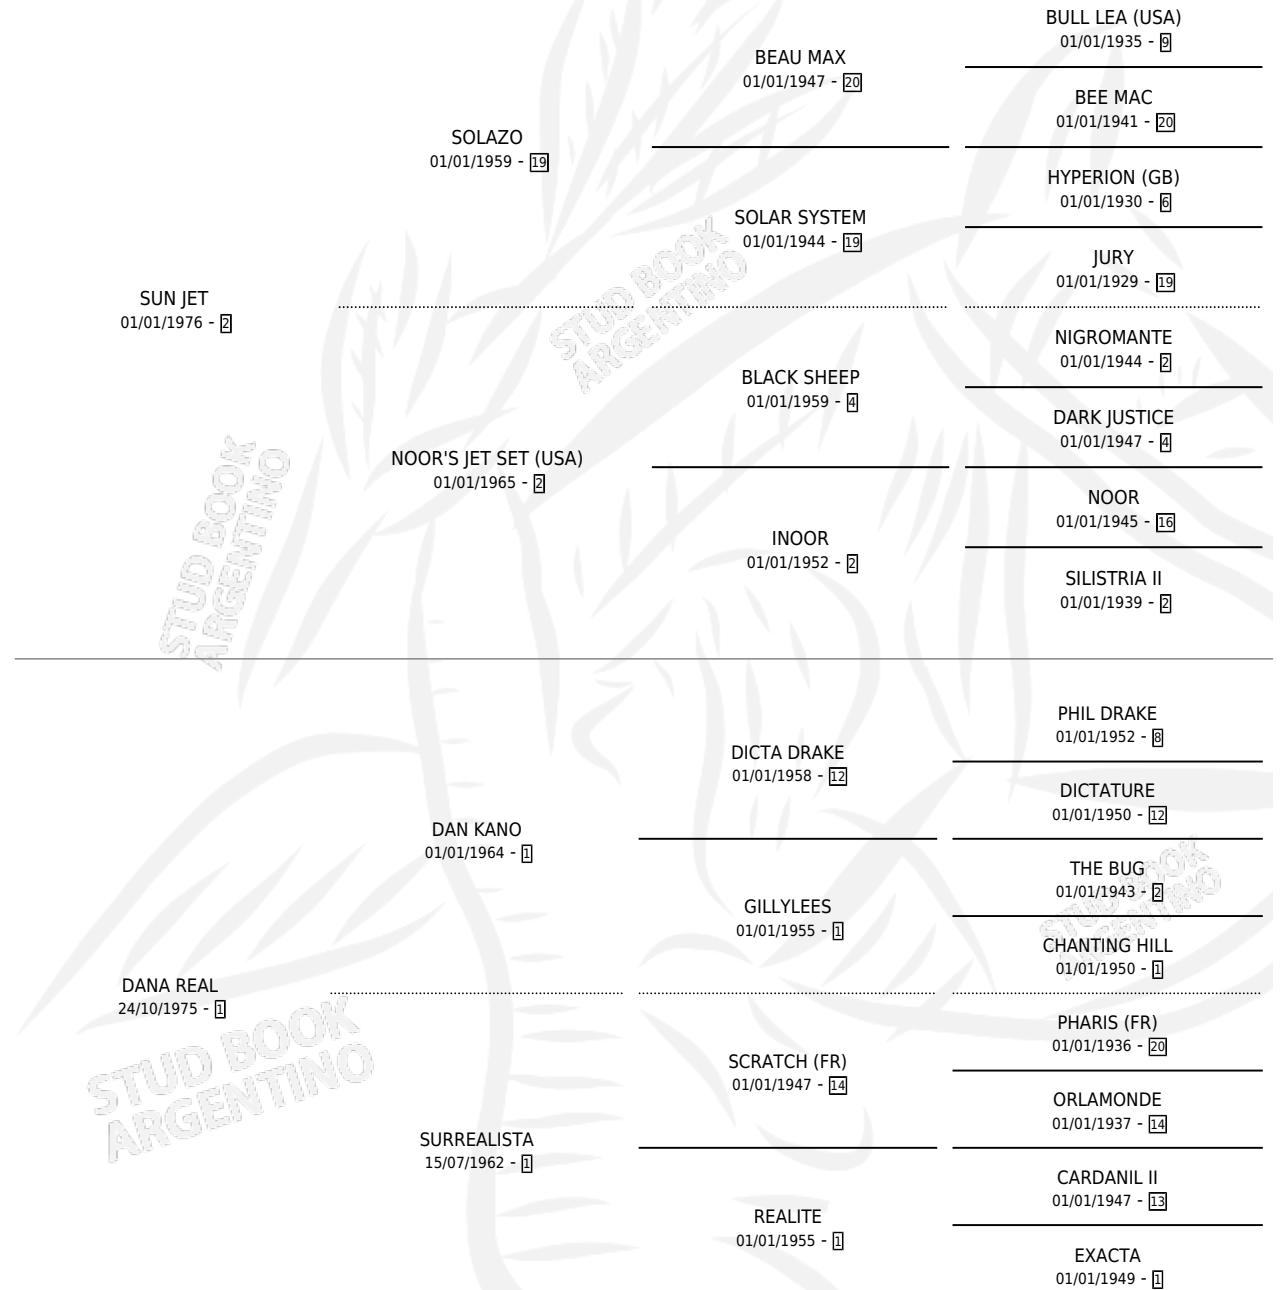 BULL LEA (USA)
01/01/1935 - 9
BEAU MAX
01/01/1947 - 20
BEE MAC
01/01/1941 - 20
SOLAZO
01/01/1959 - 19
HYPERION (GB)
01/01/1930 - 6
SOLAR SYSTEM
01/01/1944 - 19
JURY
01/01/1929 - 19
SUN JET
01/01/1976 - 2
NIGROMANTE
01/01/1944 - 2
BLACK SHEEP
01/01/1959 - 4
DARK JUSTICE
01/01/1947 - 4
NOOR'S JET SET (USA)
01/01/1965 - 2
NOOR
01/01/1945 - 16
INOOR
01/01/1952 - 2
SILISTRIA II
01/01/1939 - 2
STUD BOOK
ARGENTINO
STUD BOOK
ARGENTINO
PHIL DRAKE
01/01/1952 - 8
DICTA DRAKE
01/01/1958 - 12
DICTATURE
01/01/1950 - 12
DAN KANO
01/01/1964 - 1
THE BUG
01/01/1943 - 2
GILLYLEES
01/01/1955 - 1
CHANTING HILL
01/01/1950 - 1
DANA REAL
24/10/1975 - 1
PHARIS (FR)
01/01/1936 - 20
SCRATCH (FR)
01/01/1947 - 14
ORLAMONDE
01/01/1937 - 14
SURREALISTA
15/07/1962 - 1
CARDANIL II
01/01/1947 - 13
REALITE
01/01/1955 - 1
EXACTA
01/01/1949 - 1
STUD BOOK
ARGENTINO
STUD BOOK
ARGENTINO